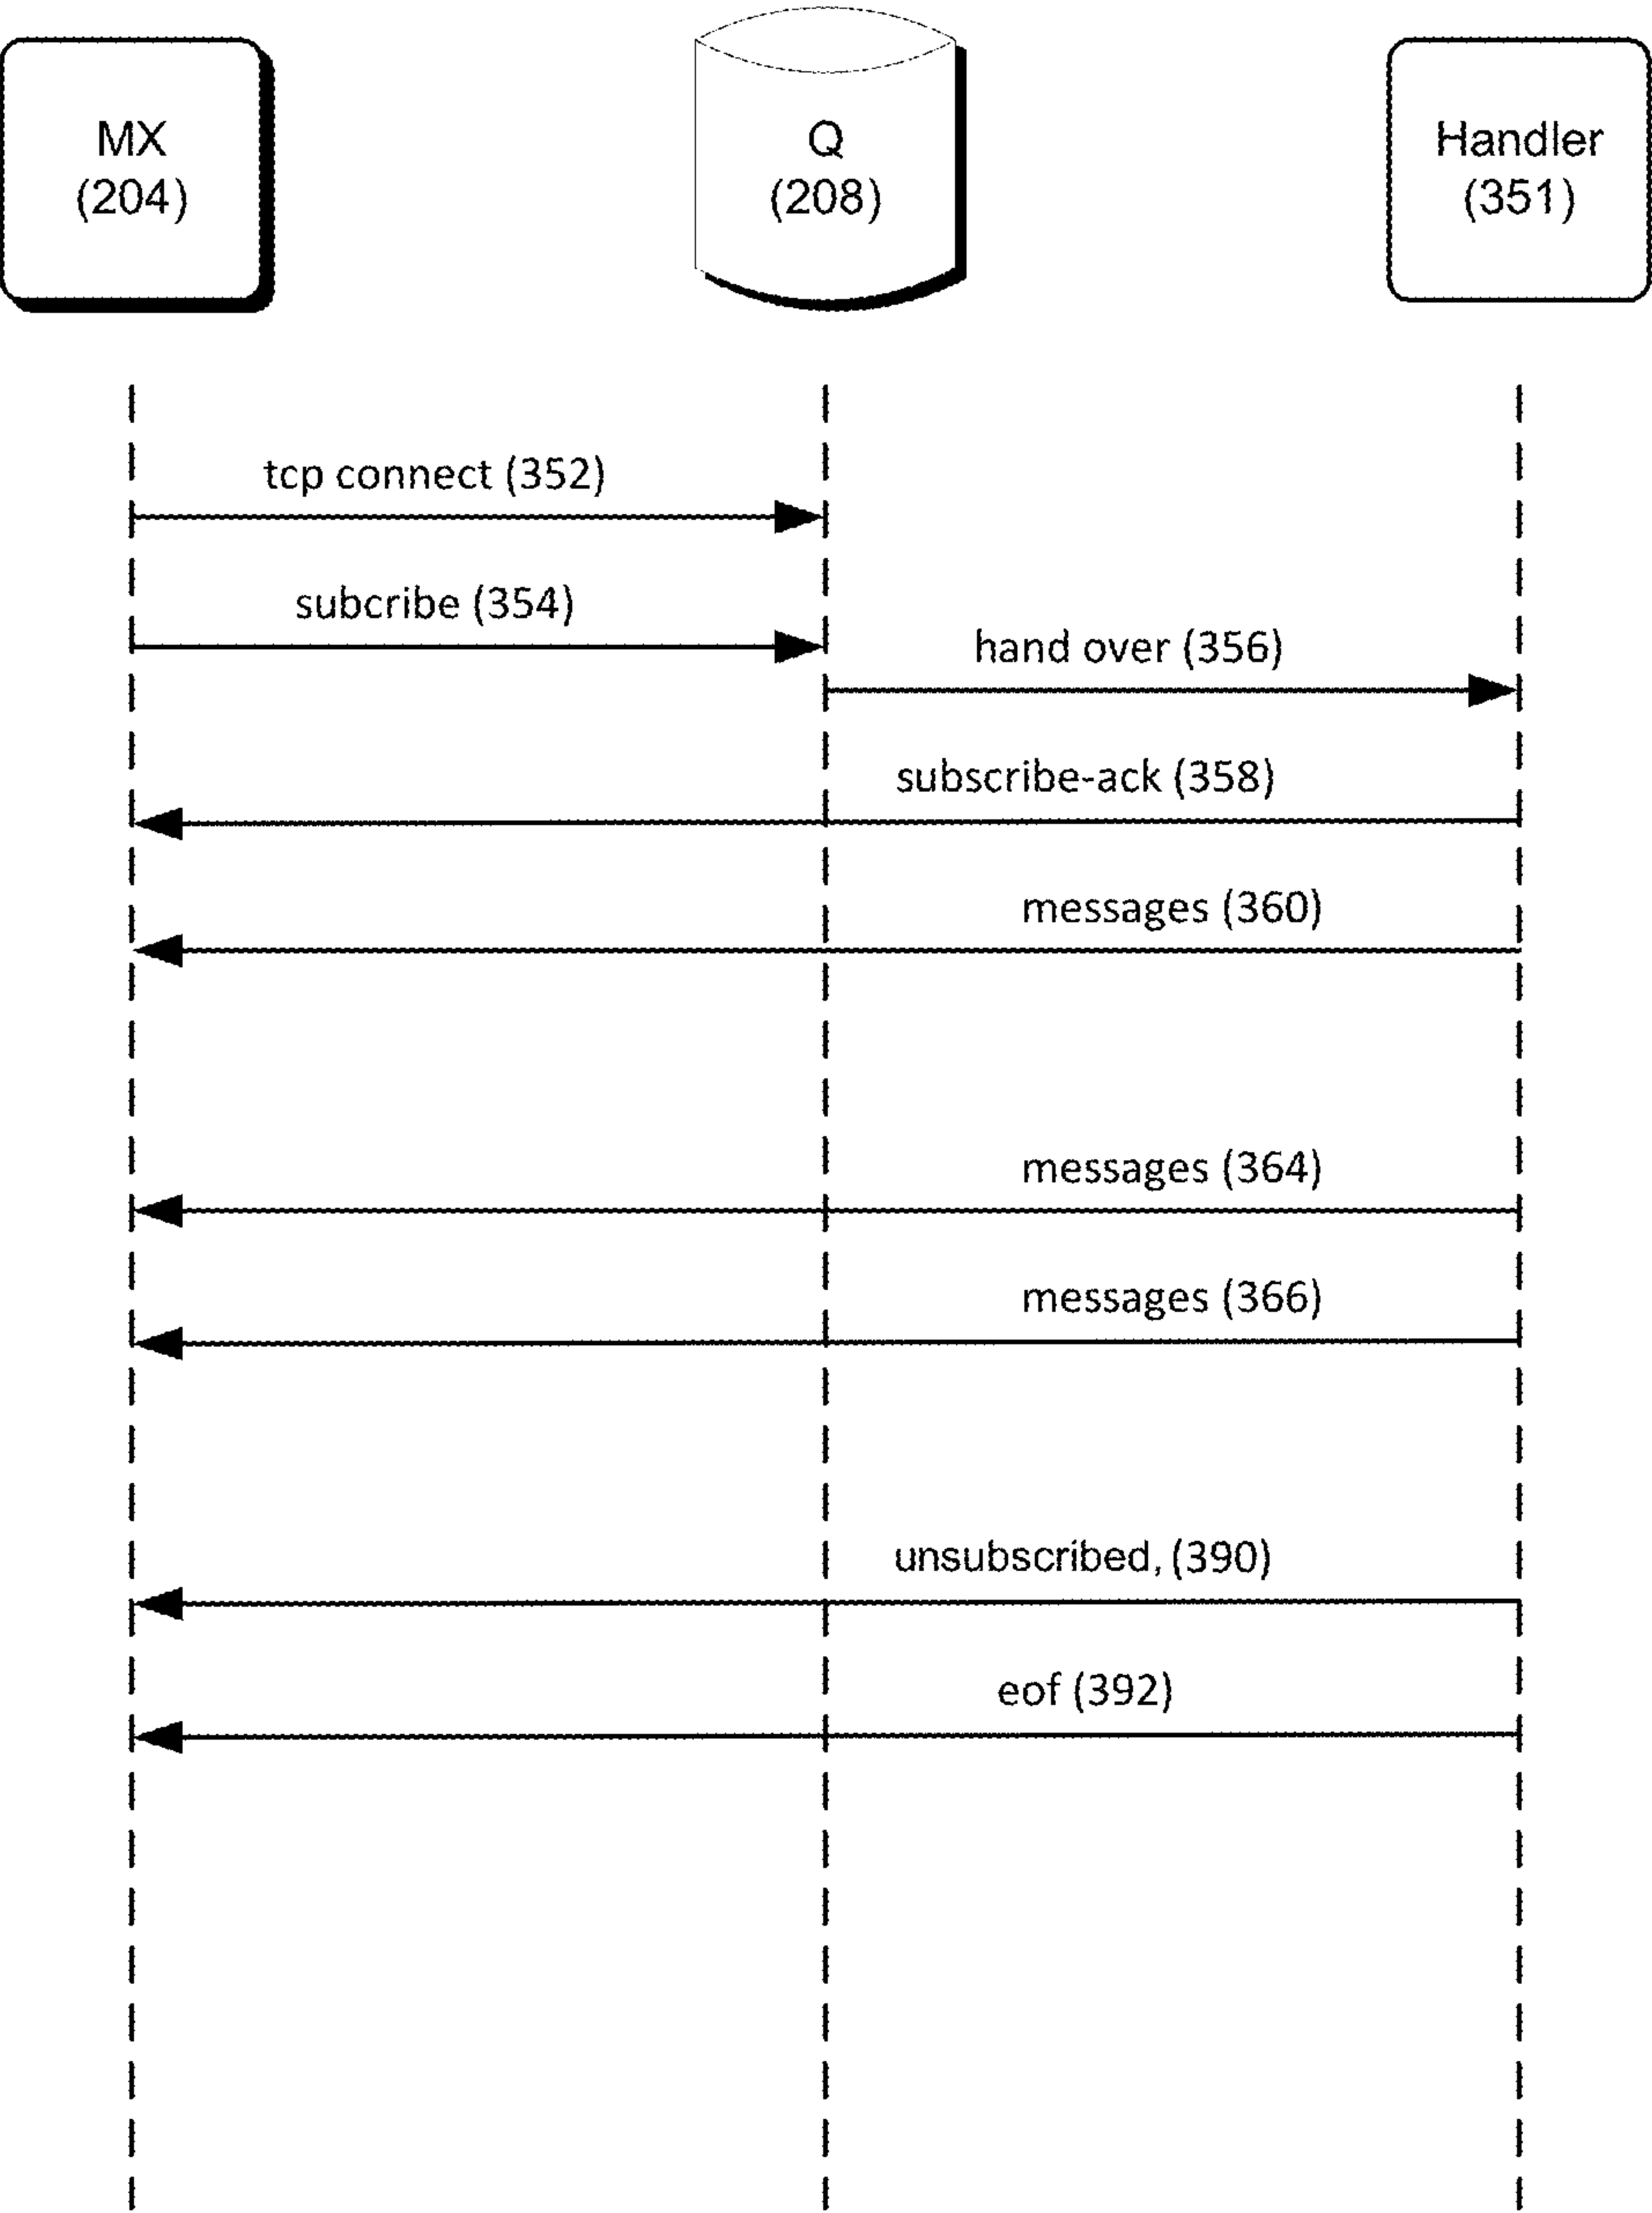 MX
(204)
Q
(208)
Handler
(351)
tcp connect (352)
subcribe (354)
hand over (356)
subscribe-ack (358)
messages (360)
messages (364)
messages (366)
unsubscribed, (390)
eof (392)